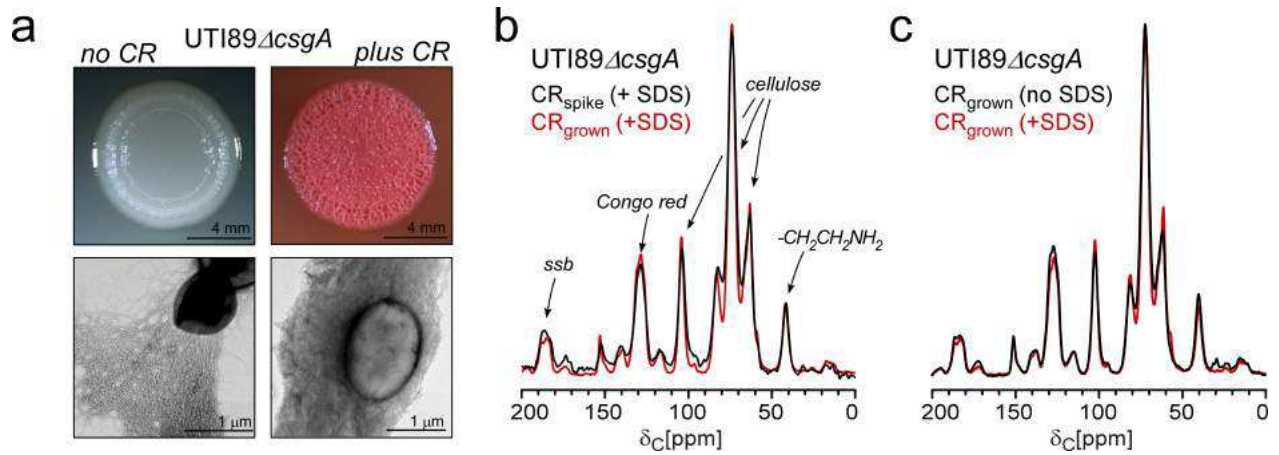 a
UTI89ΔcsgA
no CR
plus CR
4 mm
4 mm
1 μm
1 μm
b
UTI89ΔcsgA
CRspike (+ SDS)
CRgrown (+SDS)
cellulose
Congo red
ssb
-CH2CH2NH2
200 150 100 50 0
δC[ppm]
c
UTI89ΔcsgA
CRgrown (no SDS)
CRgrown (+SDS)
200 150 100 50 0
δC[ppm]